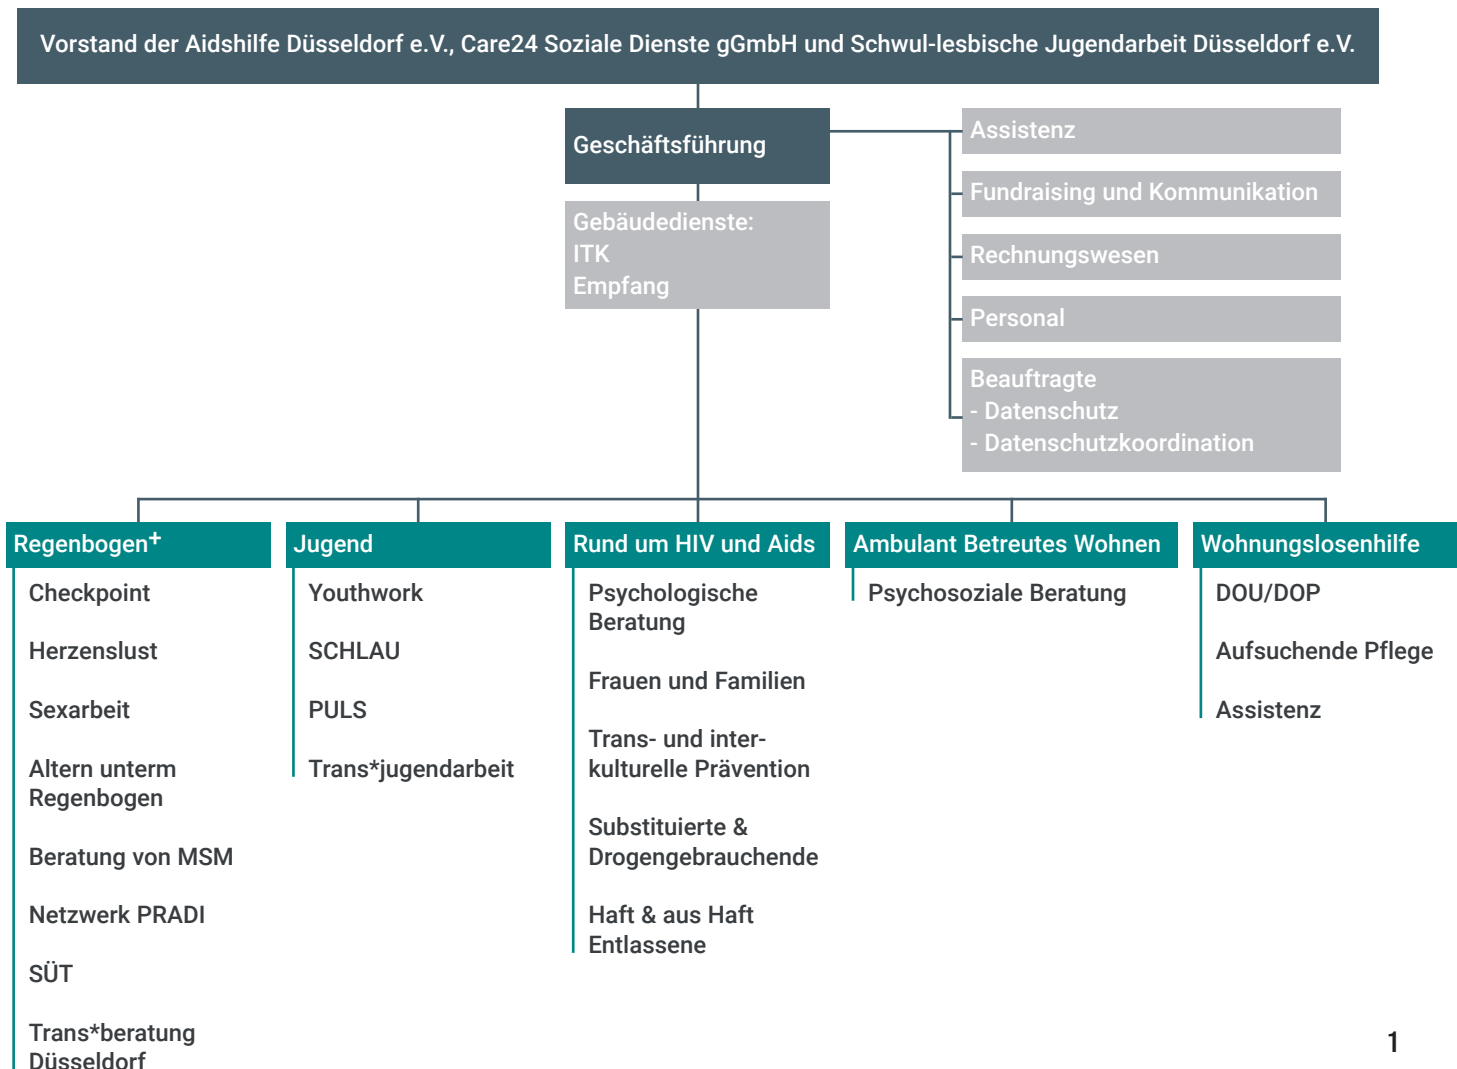 Vorstand der Aidshilfe Düsseldorf e.V., Care24 Soziale Dienste gGmbH und Schwul-lesbische Jugendarbeit Düsseldorf e.V.
Geschäftsführung
Gebäudedienste:
ITK
Empfang
Assistenz
Fundraising und Kommunikation
Rechnungswesen
Personal
Beauftragte
- Datenschutz
- Datenschutzkoordination
Regenbogen⁺
Checkpoint
Herzenslust
Sexarbeit
Altern unterm
Regenbogen
Beratung von MSM
Netzwerk PRADI
SÜT
Trans*beratung
Düsseldorf
Jugend
Youthwork
SCHLAU
PULS
Trans*jugendarbeit
Rund um HIV und Aids
Psychologische
Beratung
Frauen und Familien
Trans- und inter-
kulturelle Prävention
Substituierte &
Drogengebrauchende
Haft & aus Haft
Entlassene
Ambulant Betreutes Wohnen
Psychosoziale Beratung
Wohnungslosenhilfe
DOU/DOP
Aufsuchende Pflege
Assistenz
1